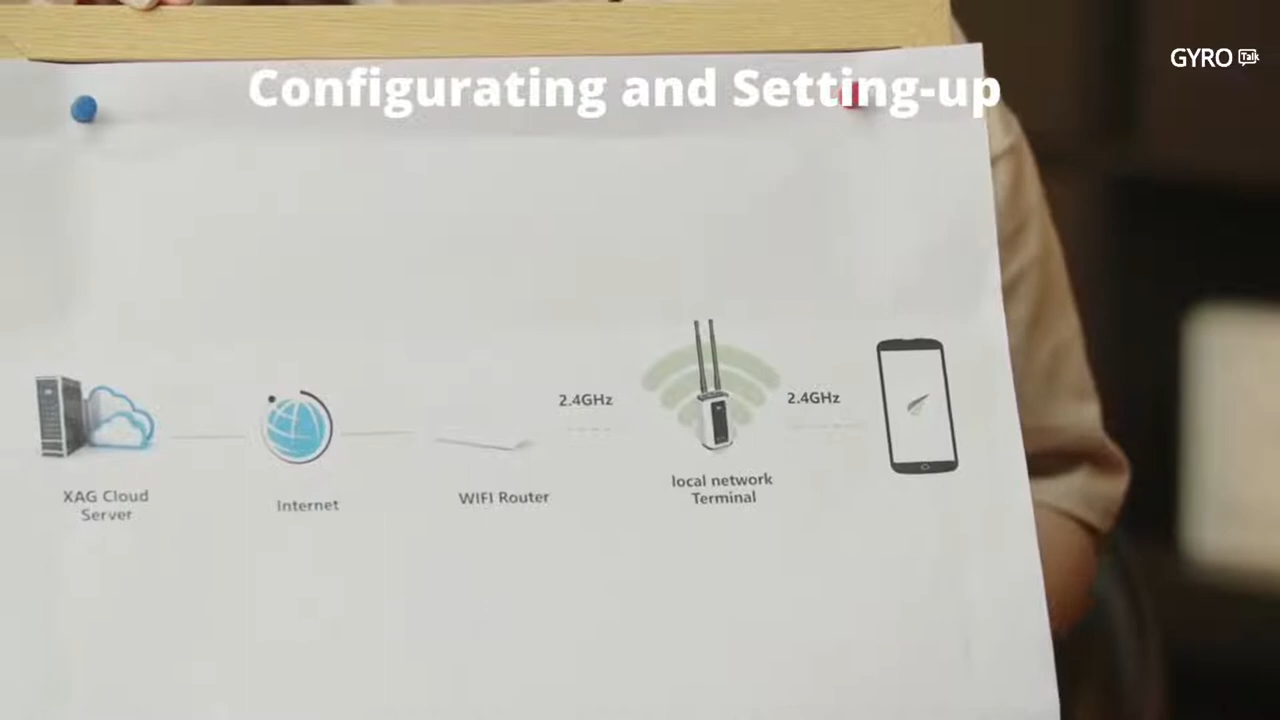 Configurating and Setting-up
GYRO Talk
2.4GHz
2.4GHz
XAG Cloud
Server
Internet
WIFI Router
local network
Terminal